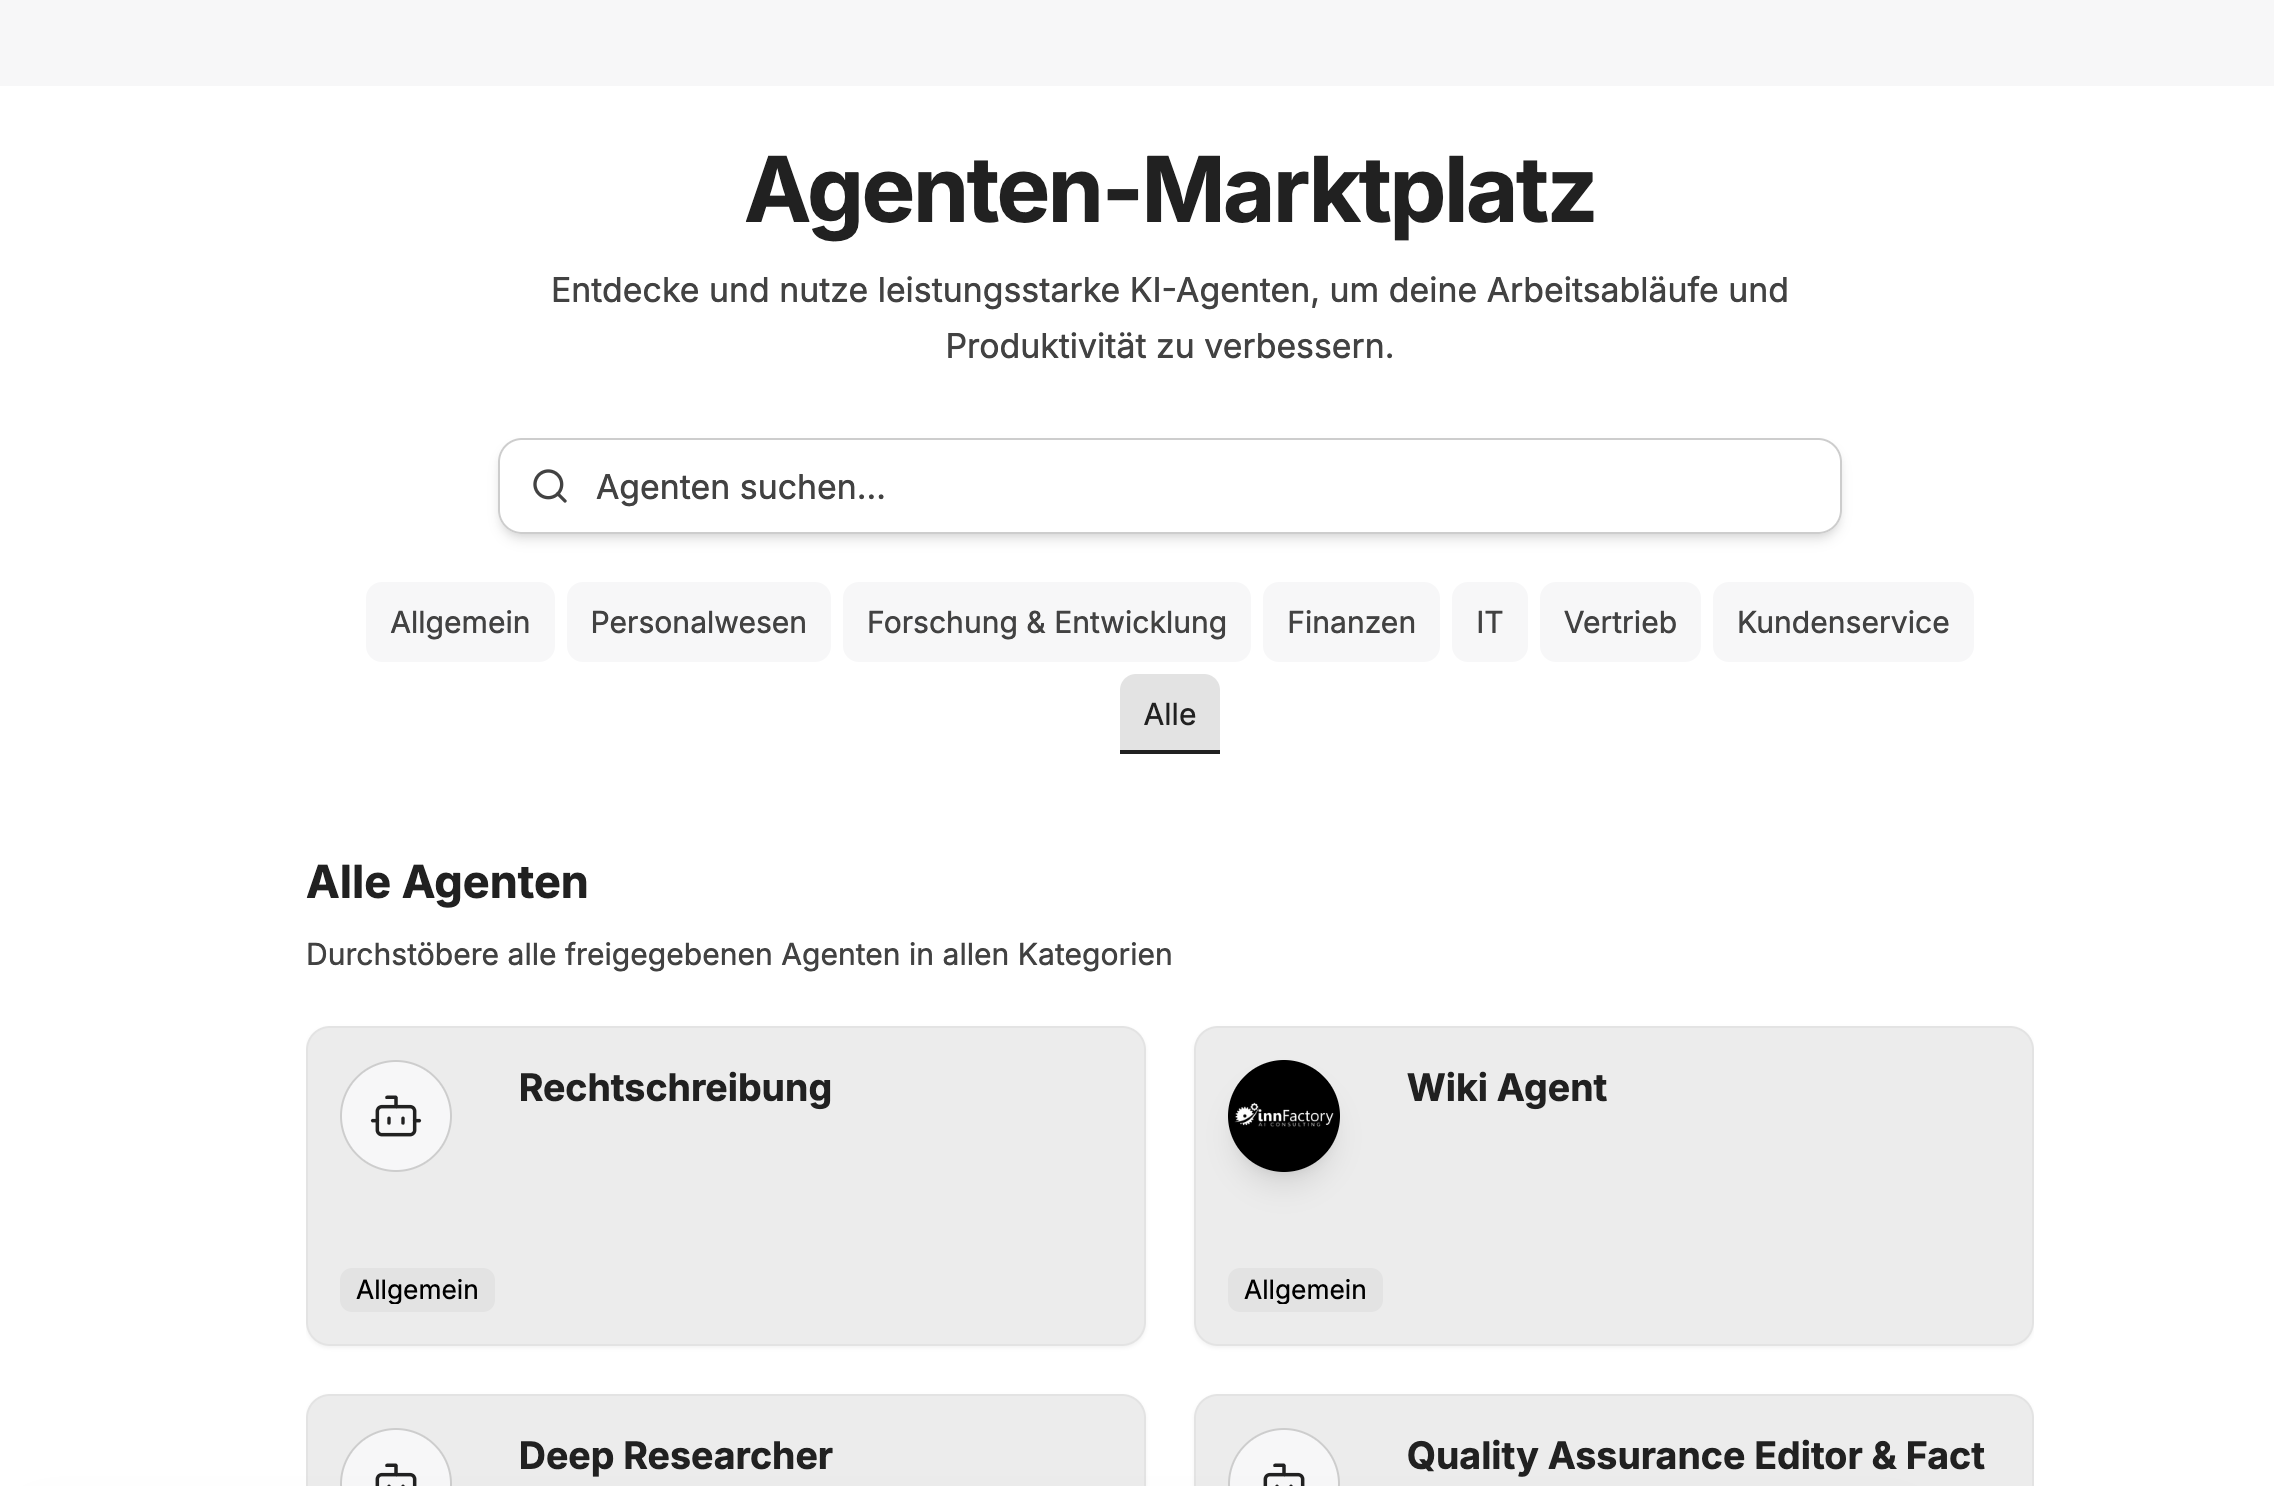 Agenten-Marktplatz
Entdecke und nutze leistungsstarke KI-Agenten, um deine Arbeitsabläufe und
Produktivität zu verbessern.
Agenten suchen...
Allgemein
Personalwesen
Forschung & Entwicklung
Finanzen
IT
Vertrieb
Kundenservice
Alle
Alle Agenten
Durchstöbere alle freigegebenen Agenten in allen Kategorien
Rechtschreibung
Allgemein
innFactory
AI CONSULTING
Wiki Agent
Allgemein
Deep Researcher
Quality Assurance Editor & Fact